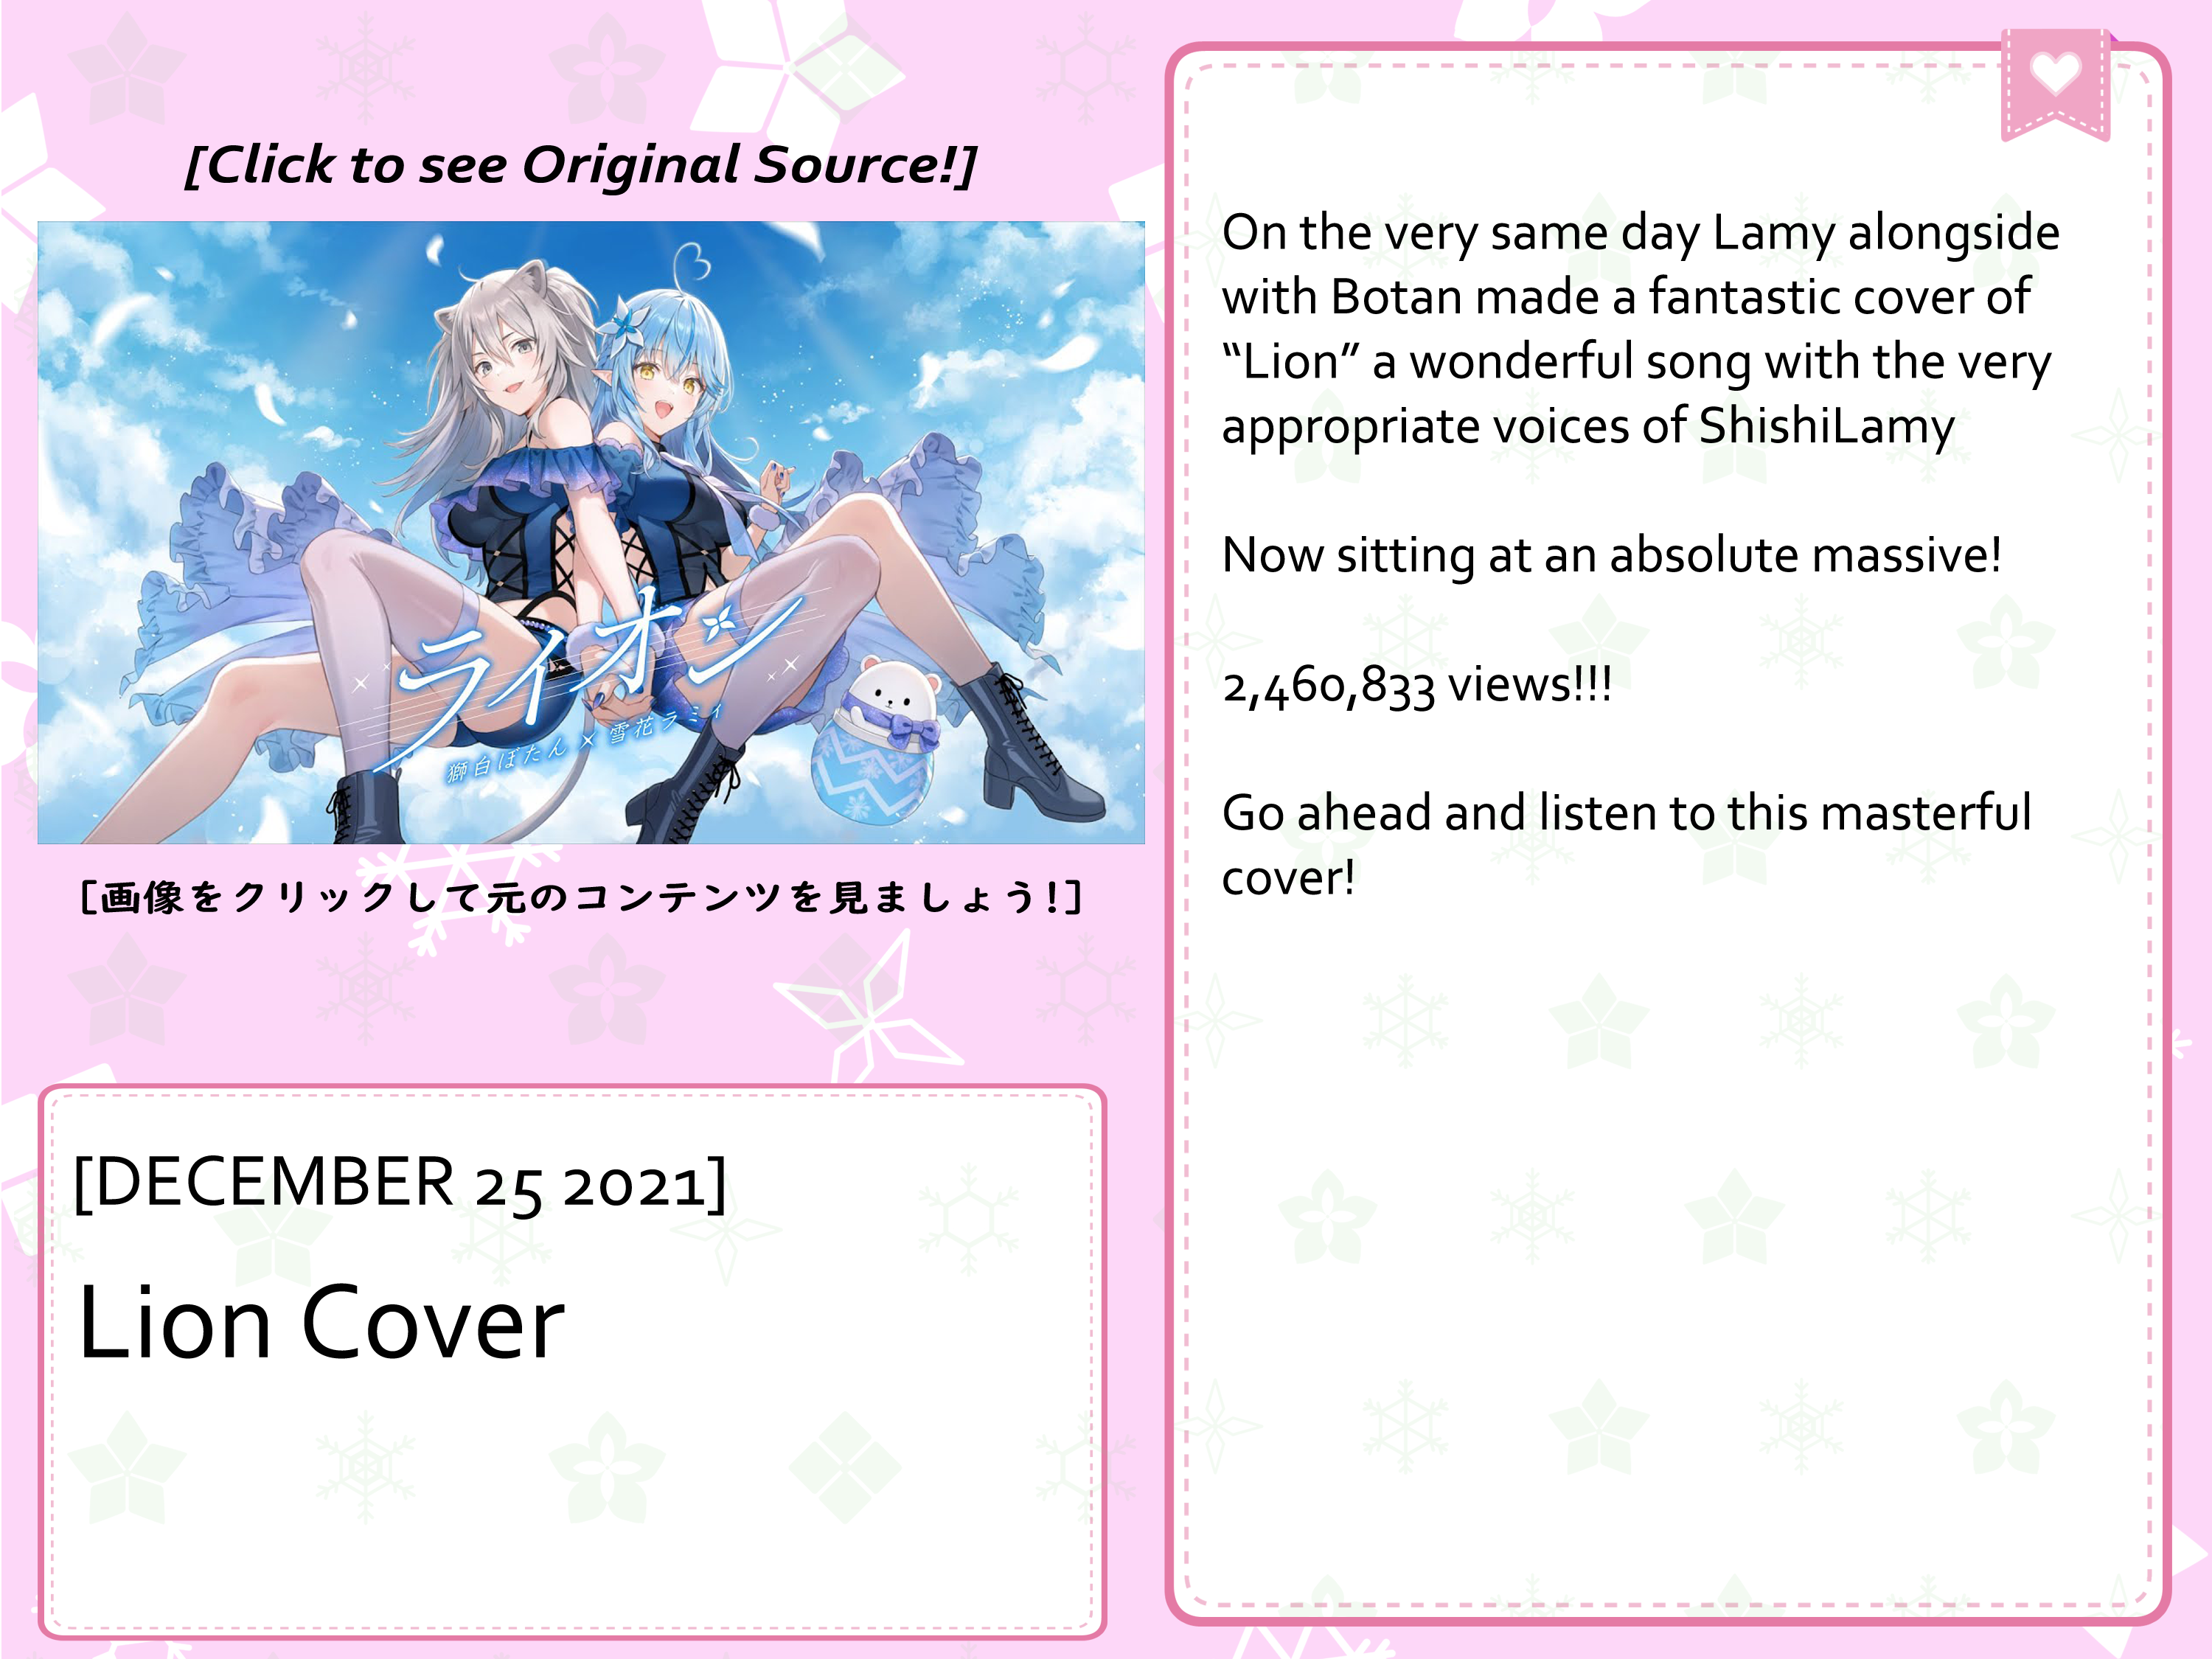 [Click to see Original Source!]
ライオン
獅白ぼたん×雪花ラミィ
[画像をクリックして元のコンテンツを見ましょう!]
[DECEMBER 25 2021]
Lion Cover
On the very same day Lamy alongside
with Botan made a fantastic cover of
“Lion” a wonderful song with the very
appropriate voices of ShishiLamy
Now sitting at an absolute massive!
2,460,833 views!!!
Go ahead and listen to this masterful
cover!